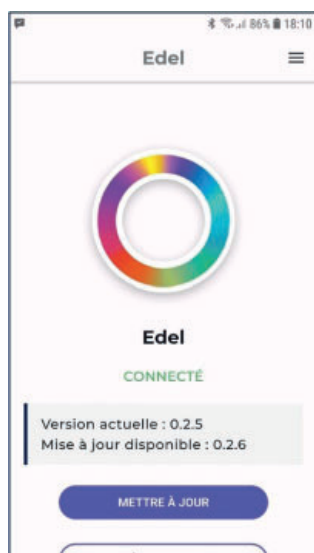 86% 18:10
Edel
Edel
CONNECTÉ
Version actuelle : 0.2.5
Mise à jour disponible : 0.2.6
METTRE À JOUR